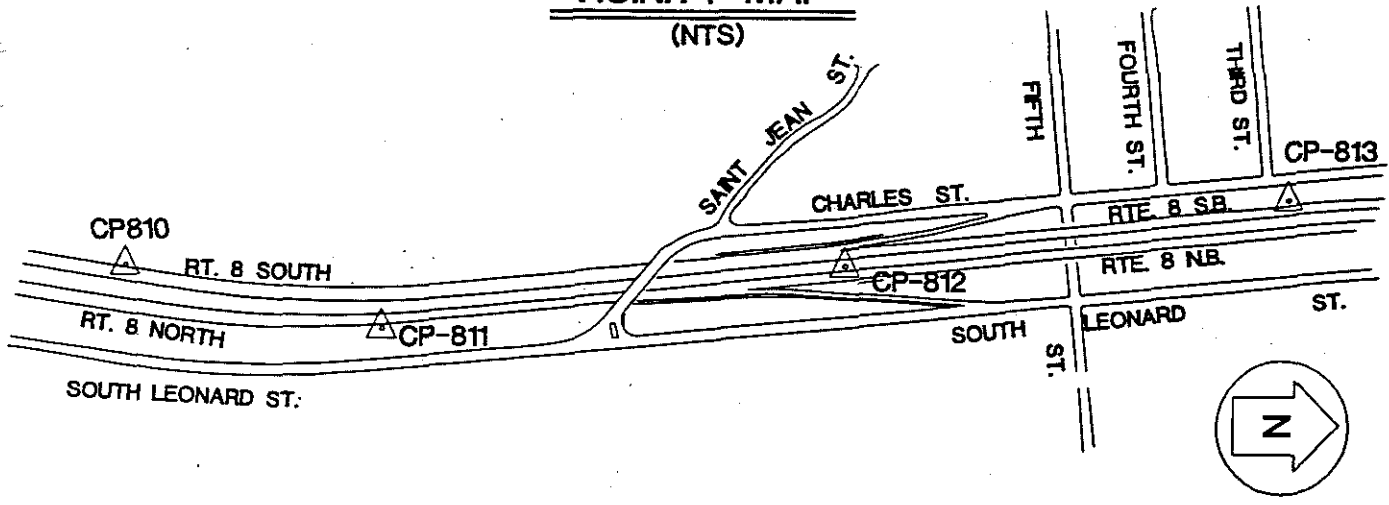 (NTS)
SAINT JEAN ST.
FIFTH ST.
FOURTH ST.
THIRD ST.
CP-813
CHARLES ST.
RTE. 8 S.B.
CP810
RT. 8 SOUTH
CP-812
RTE. 8 N.B.
RT. 8 NORTH
CP-811
SOUTH LEONARD ST.
SOUTH LEONARD ST.
N